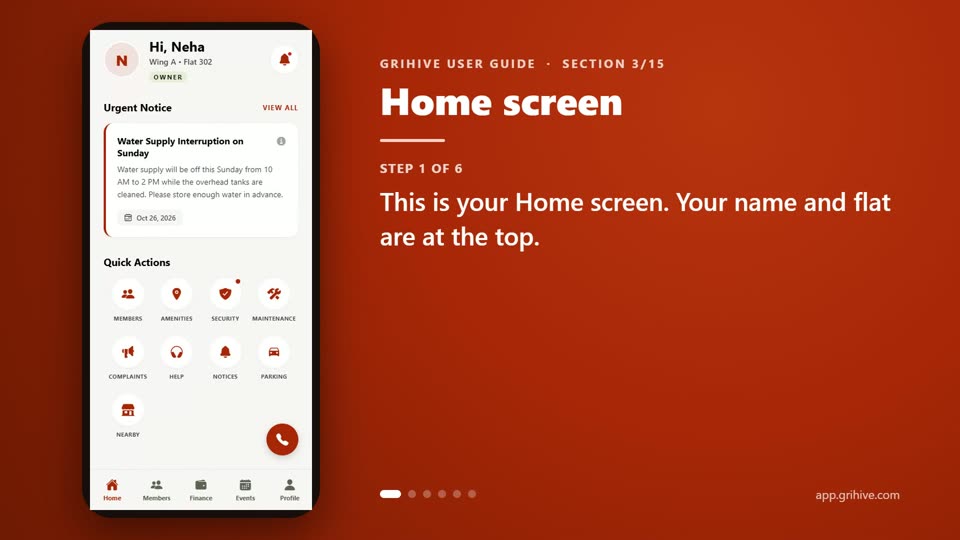 N
Hi, Neha
Wing A • Flat 302
OWNER
Urgent Notice
VIEW ALL
Water Supply Interruption on
Sunday
Water supply will be off this Sunday from 10
AM to 2 PM while the overhead tanks are
cleaned. Please store enough water in advance.
Oct 26, 2026
Quick Actions
MEMBERS
AMENITIES
SECURITY
MAINTENANCE
COMPLAINTS
HELP
NOTICES
PARKING
NEARBY
Home
Members
Finance
Events
Profile
GRIHIVE USER GUIDE · SECTION 3/15
Home screen
STEP 1 OF 6
This is your Home screen. Your name and flat
are at the top.
app.grihive.com